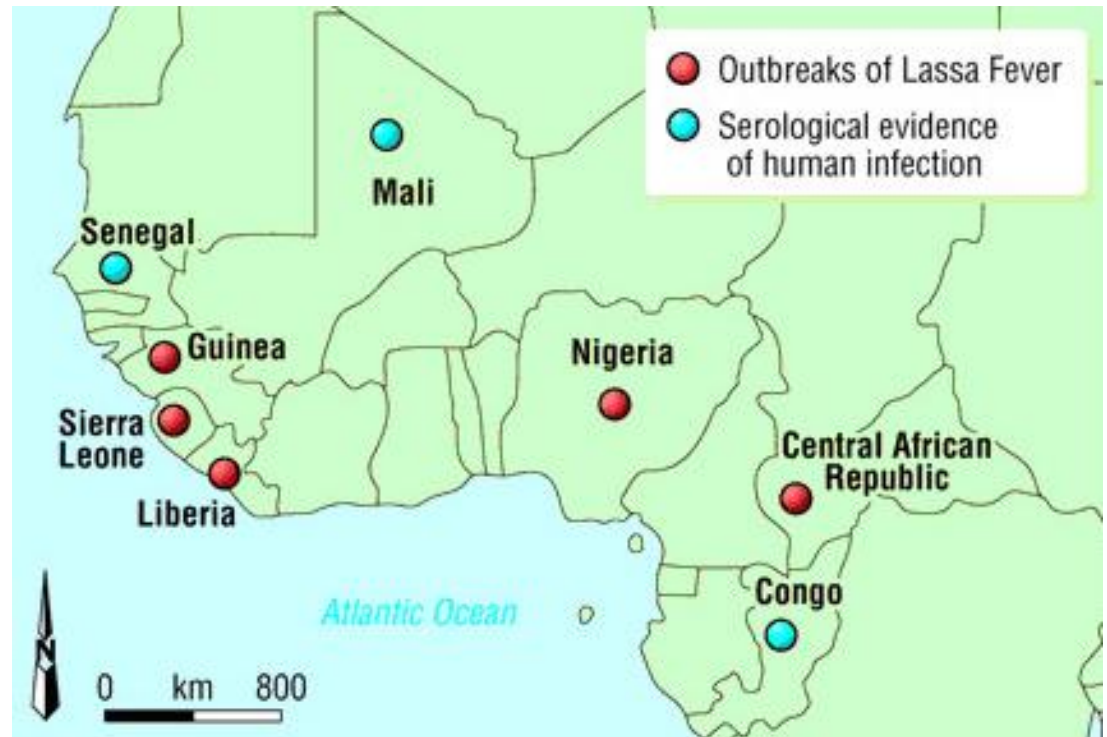 Outbreaks of Lassa Fever
Serological evidence
of human infection
Mali
Senegal
Guinea
Nigeria
Sierra
Leone
Central African
Republic
Liberia
Congo
Atlantic Ocean
N
0 km 800